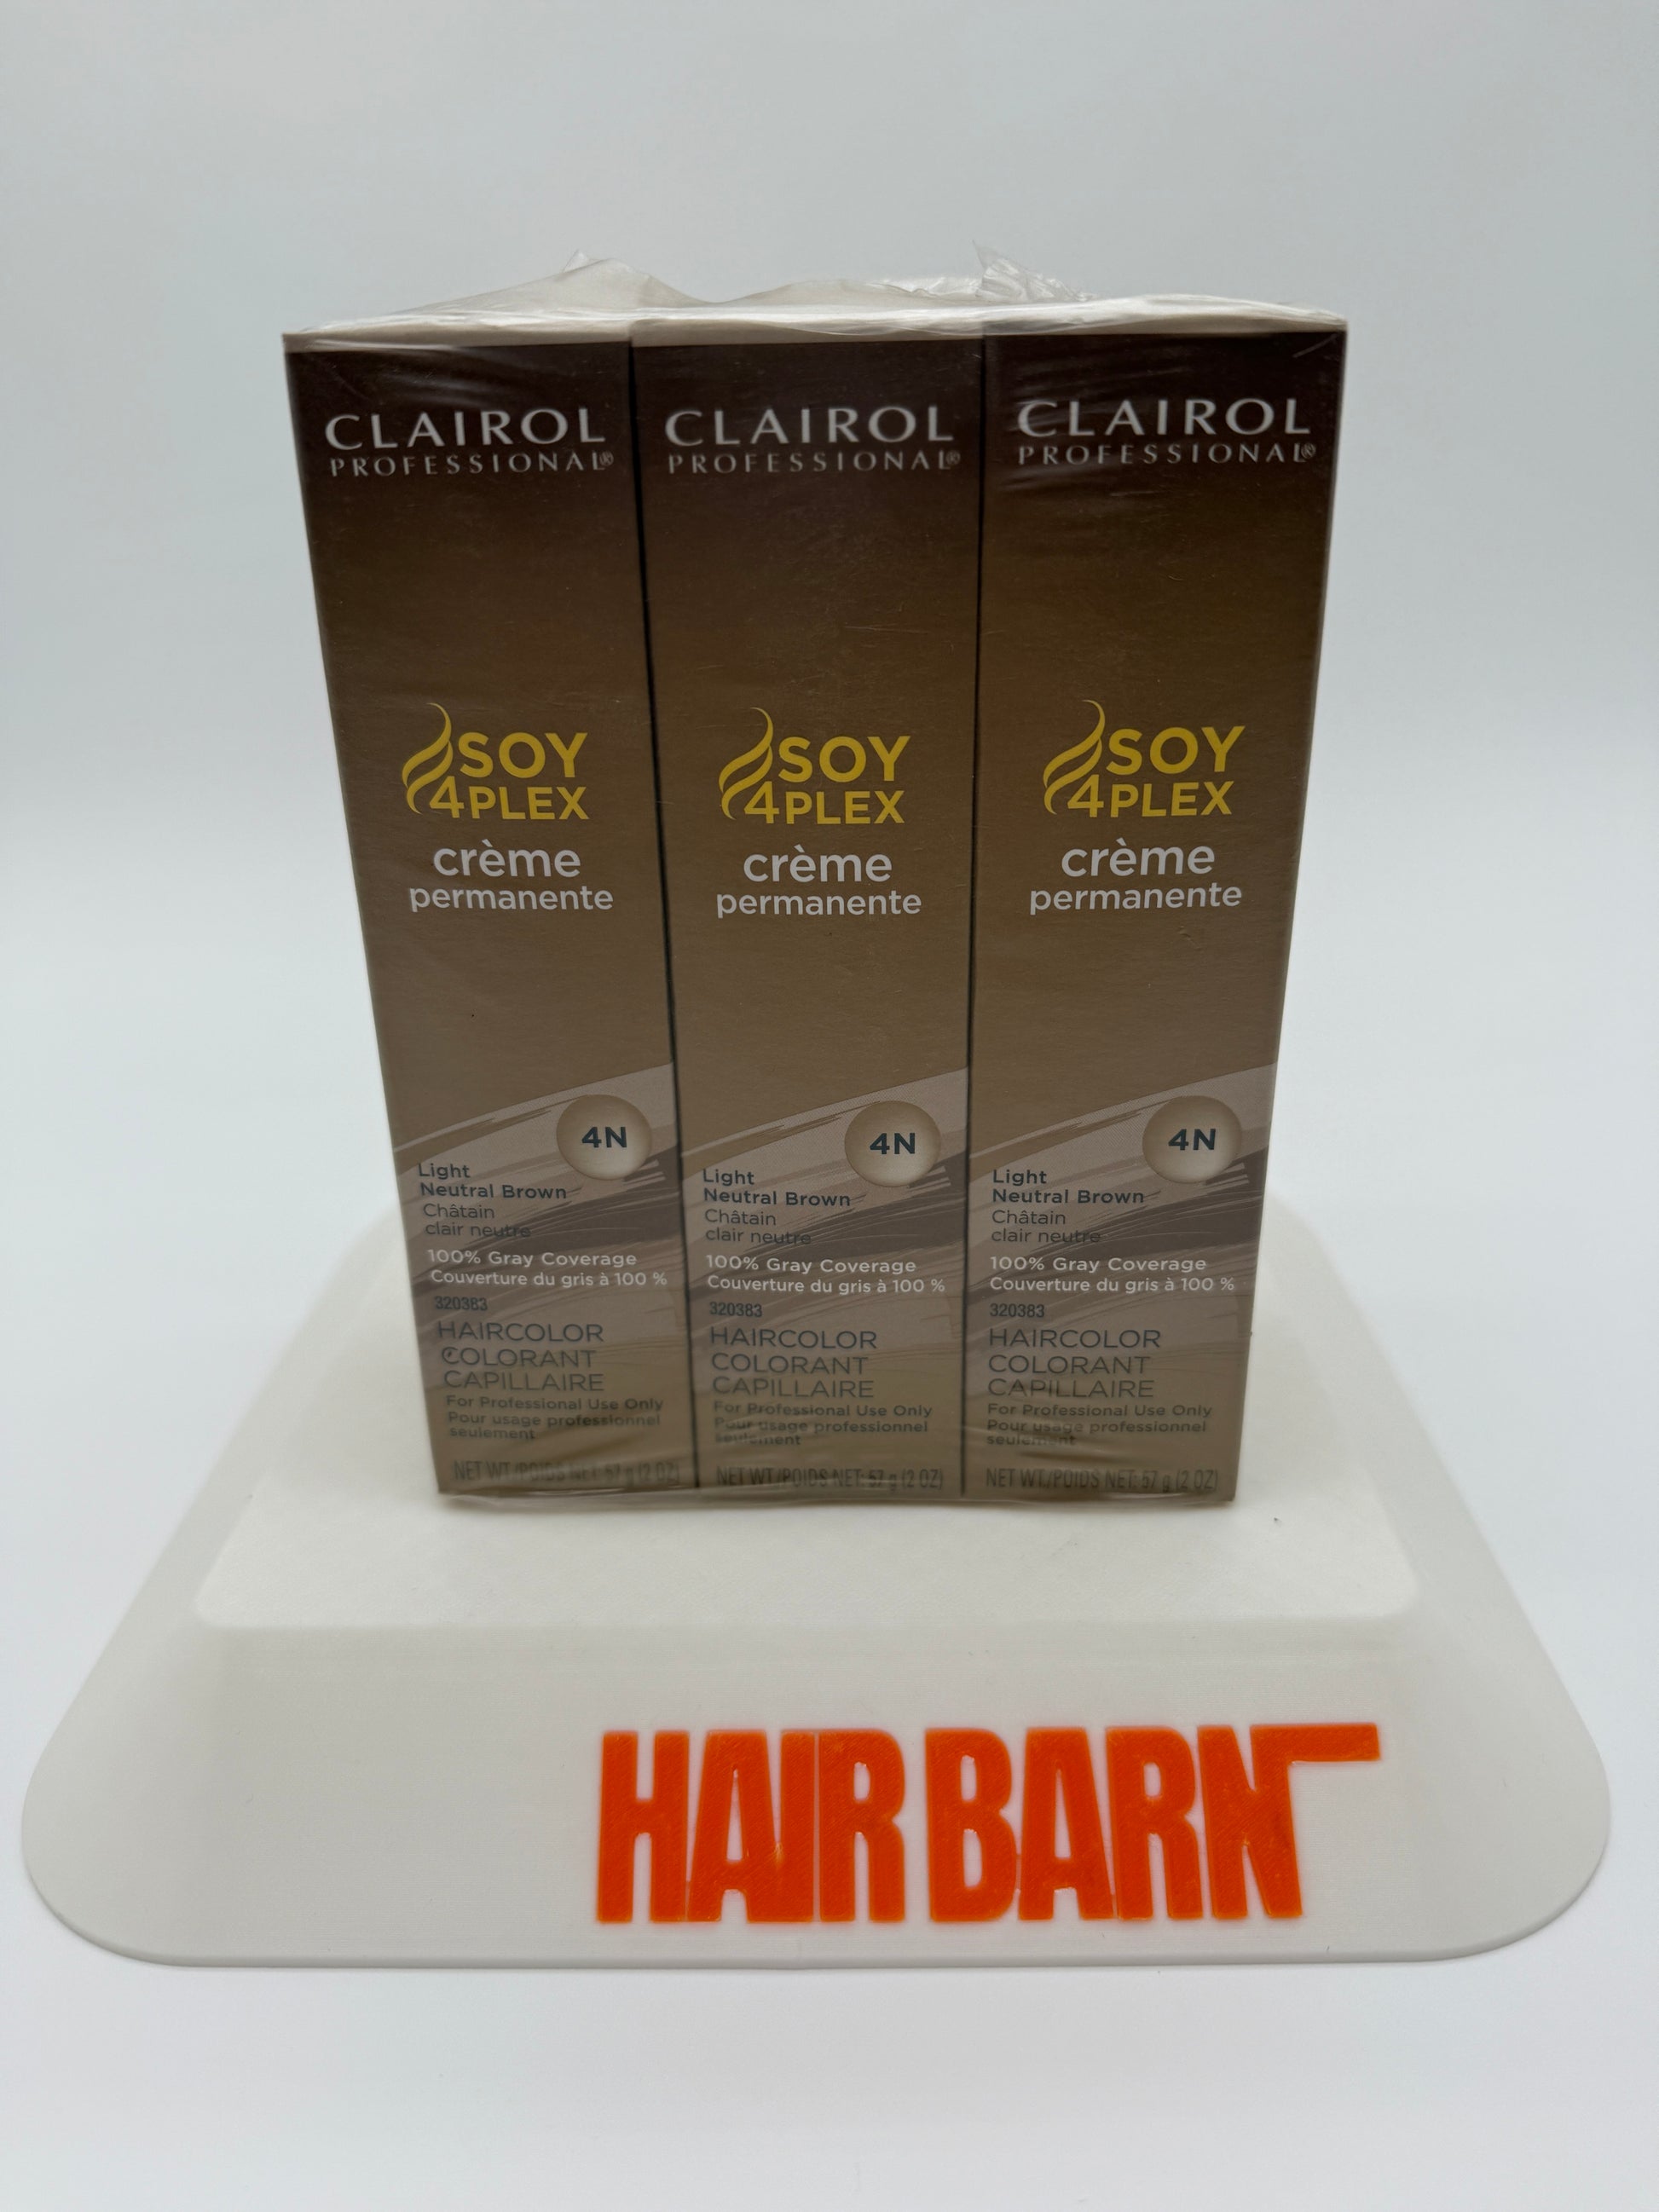 CLAIROL
PROFESSIONAL®
SOY
4PLEX
crème
permanente
4N
Light
Neutral Brown
Châtain
clair neutre
100% Gray Coverage
Couverture du gris à 100 %
320383
HAIRCOLOR
COLORANT
CAPILLAIRE
For Professional Use Only
Pour usage professionnel
seulement
NET WT./POIDS NET: 57 g (2 OZ)
CLAIROL
PROFESSIONAL®
SOY
4PLEX
crème
permanente
4N
Light
Neutral Brown
Châtain
clair neutre
100% Gray Coverage
Couverture du gris à 100 %
320383
HAIRCOLOR
COLORANT
CAPILLAIRE
For Professional Use Only
Pour usage professionnel
seulement
NET WT./POIDS NET: 57 g (2 OZ)
CLAIROL
PROFESSIONAL®
SOY
4PLEX
crème
permanente
4N
Light
Neutral Brown
Châtain
clair neutre
100% Gray Coverage
Couverture du gris à 100 %
320383
HAIRCOLOR
COLORANT
CAPILLAIRE
For Professional Use Only
Pour usage professionnel
seulement
NET WT./POIDS NET: 57 g (2 OZ)
HAIR BARN